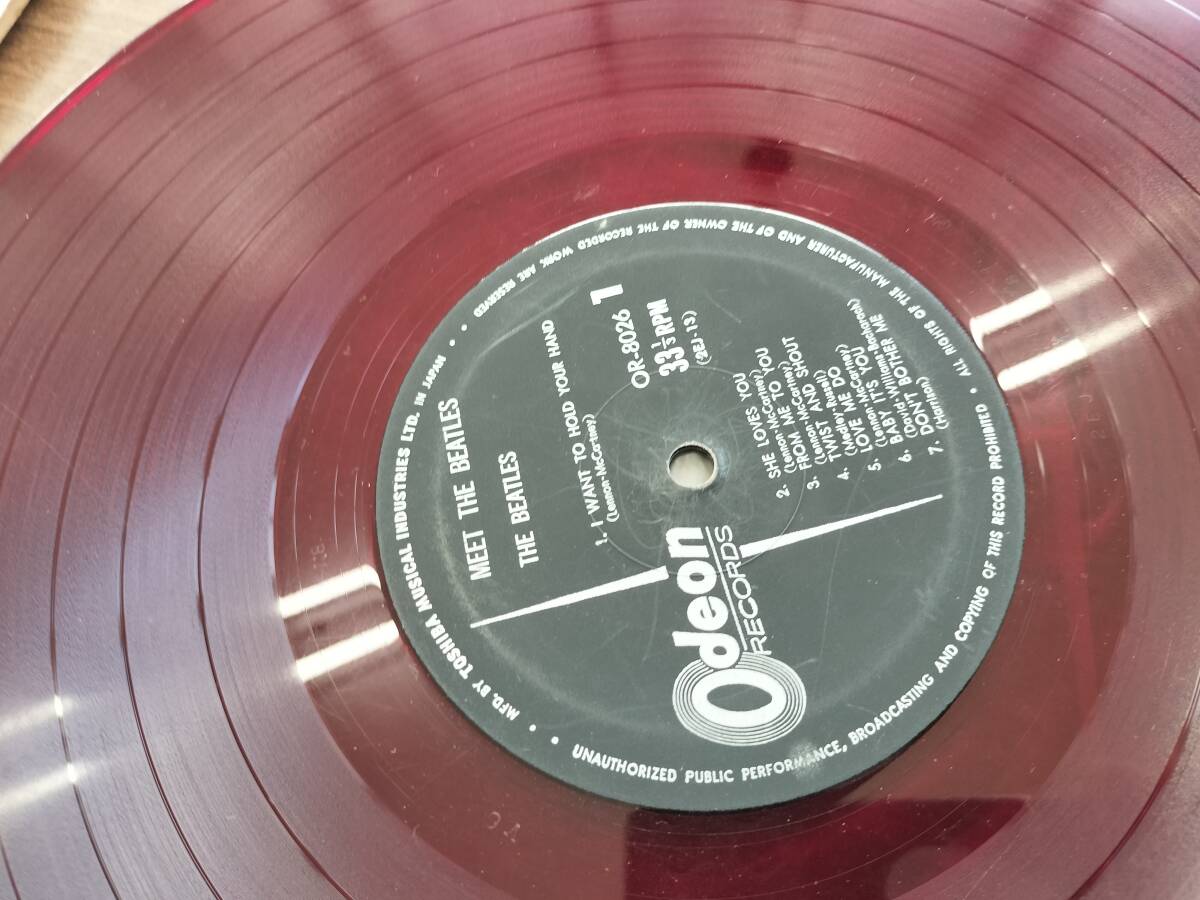 MEET THE BEATLES
THE BEATLES
1. I WANT TO HOLD YOUR HAND
(Lennon-McCartney)
OR-8026 1
33⅓RPM
(2EJ-13)
Odeon
RECORDS
2. SHE LOVES YOU
(Lennon-McCartney)
3. FROM ME TO YOU
(Lennon-McCartney)
4. TWIST AND SHOUT
(Medley-Russell)
5. LOVE ME DO
(Lennon-McCartney)
6. BABY IT'S YOU
(David-Williams-Bacharach)
7. DON'T BOTHER ME
(Harrison)
• MFD. BY TOSHIBA MUSICAL INDUSTRIES LTD. IN JAPAN •
• ALL RIGHTS OF THE MANUFACTURER AND OF THE OWNER OF THE RECORDED WORK ARE RESERVED •
• UNAUTHORIZED PUBLIC PERFORMANCE, BROADCASTING AND COPYING OF THIS RECORD PROHIBITED